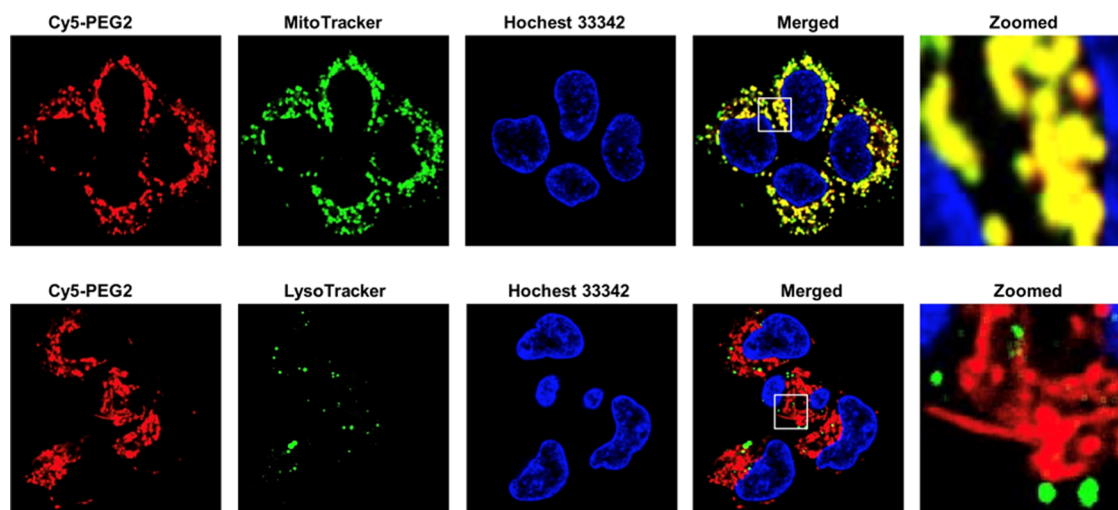 Cy5-PEG2 MitoTracker Hochest 33342 Merged Zoomed
Cy5-PEG2 LysoTracker Hochest 33342 Merged Zoomed